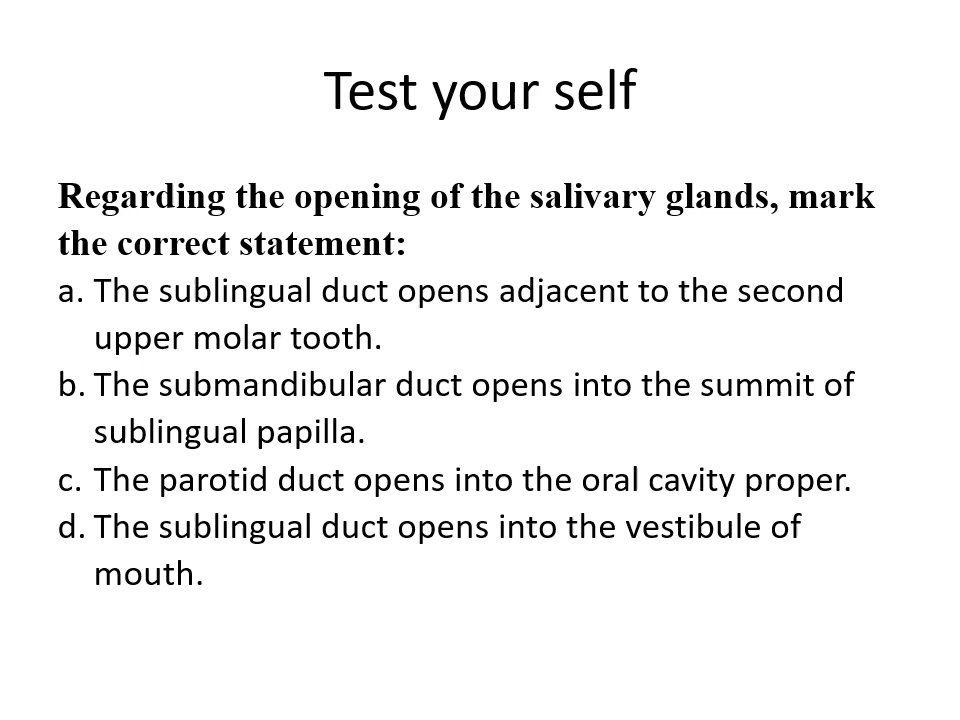 Test your self
Regarding the opening of the salivary glands, mark
the correct statement:
a. The sublingual duct opens adjacent to the second
upper molar tooth.
b. The submandibular duct opens into the summit of
sublingual papilla.
c. The parotid duct opens into the oral cavity proper.
d. The sublingual duct opens into the vestibule of
mouth.